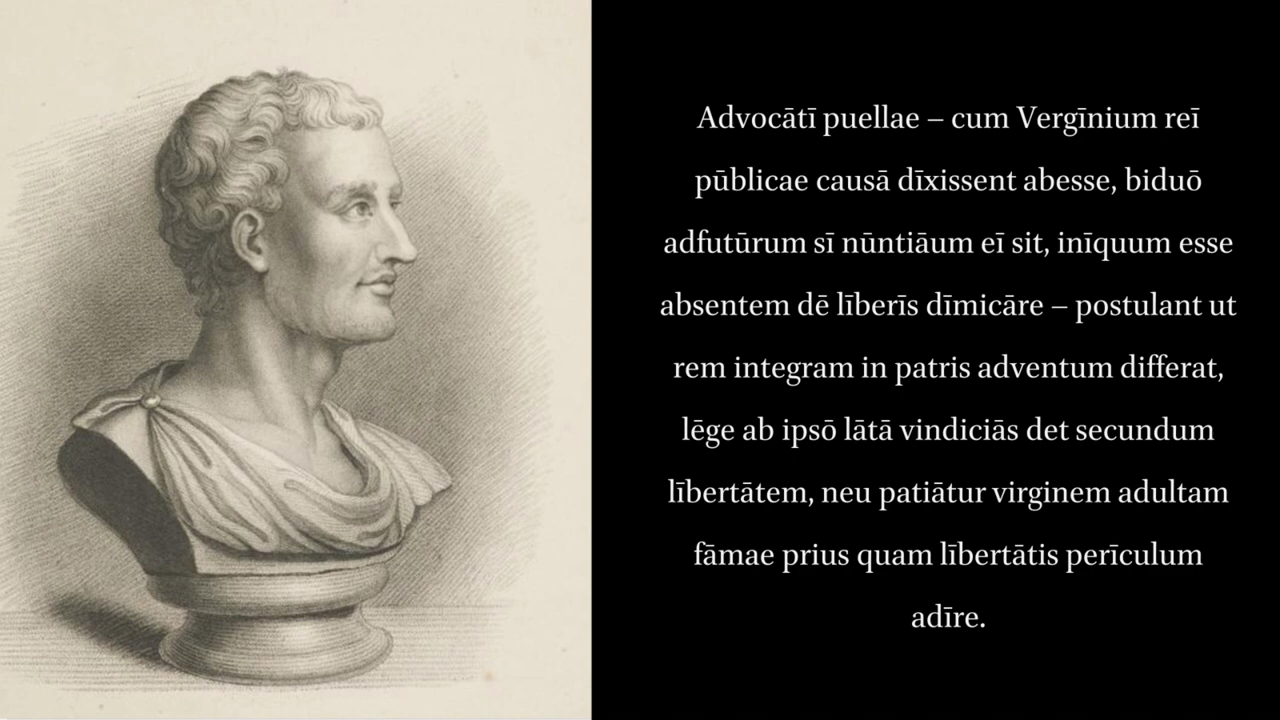 Advocātī puellae – cum Vergīnium reī
pūblicae causā dīxissent abesse, biduō
adfutūrum sī nūntiāum eī sit, inīquum esse
absentem dē līberīs dīmicāre – postulant ut
rem integram in patris adventum differat,
lēge ab ipsō lātā vindiciās det secundum
lībertātem, neu patiātur virginem adultam
fāmae prius quam lībertātis perīculum
adīre.